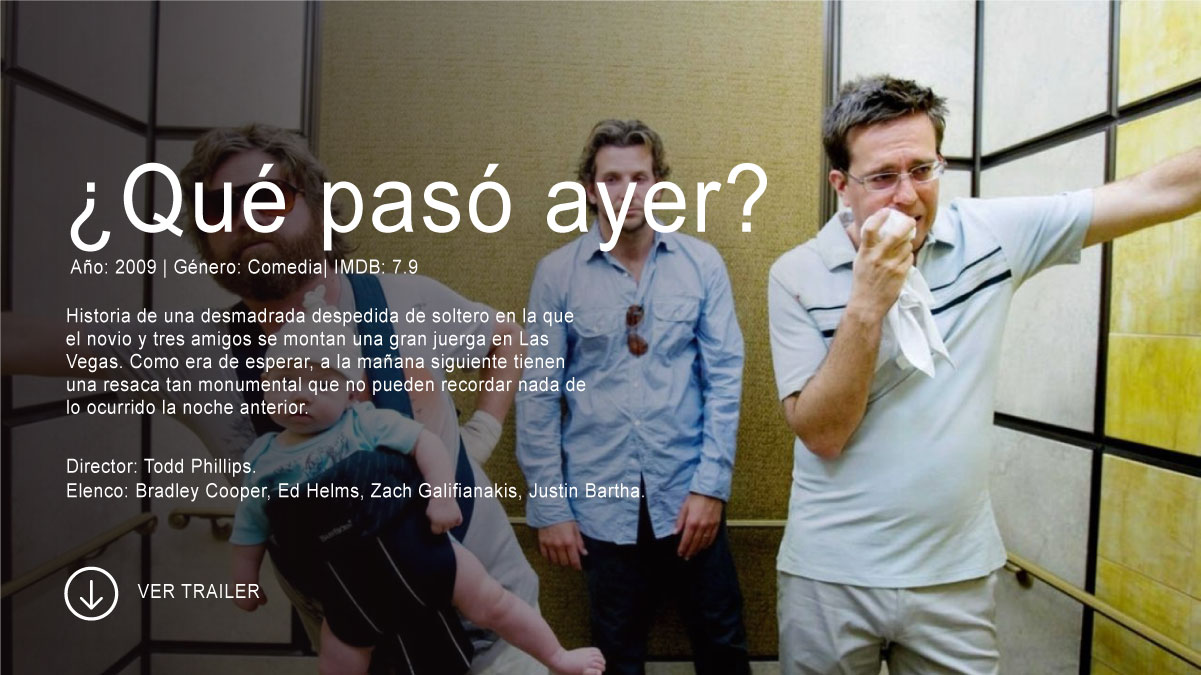 ¿Qué pasó ayer?
Año: 2009 | Género: Comedia| IMDB: 7.9
Historia de una desmadrada despedida de soltero en la que
el novio y tres amigos se montan una gran juerga en Las
Vegas. Como era de esperar, a la mañana siguiente tienen
una resaca tan monumental que no pueden recordar nada de
lo ocurrido la noche anterior.
Director: Todd Phillips.
Elenco: Bradley Cooper, Ed Helms, Zach Galifianakis, Justin Bartha.
VER TRAILER